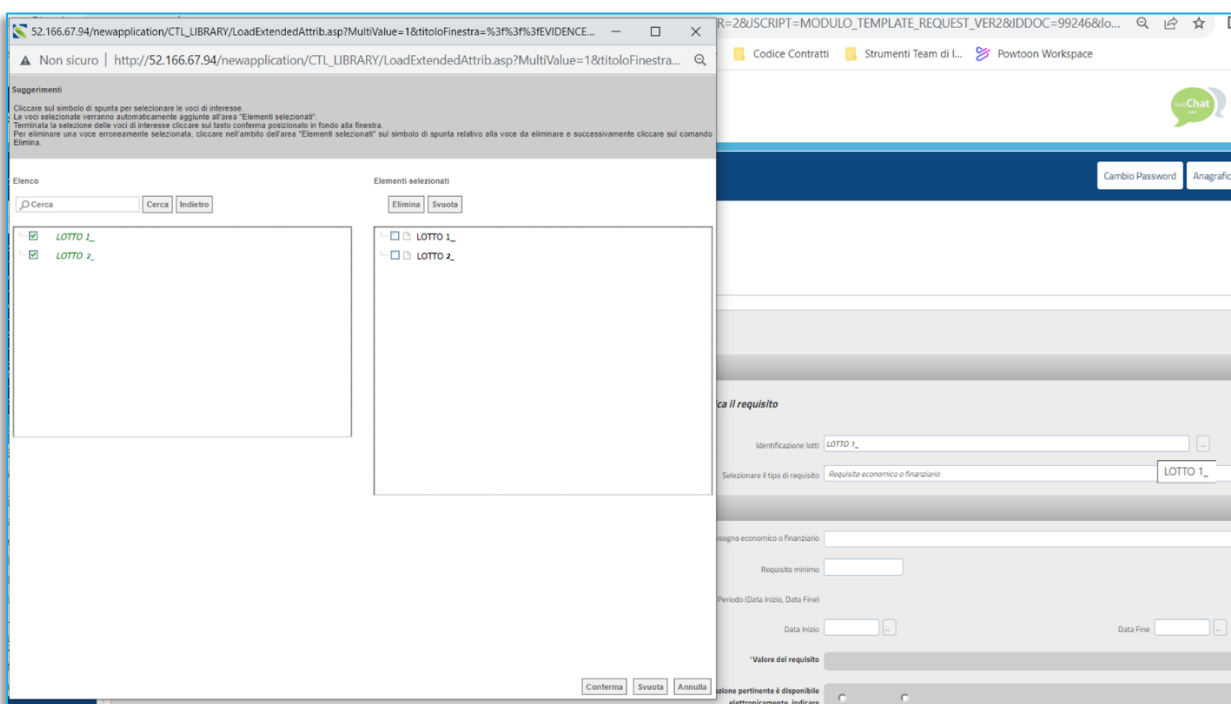 52.166.67.94/newapplication/CTL_LIBRARY/LoadExtendedAttrib.asp?MultiValue=1&titoloFinestra=%3f%3f%3fEVIDENCE...
Non sicuro | http://52.166.67.94/newapplication/CTL_LIBRARY/LoadExtendedAttrib.asp?MultiValue=1&titoloFinestra...
Suggerimenti
Cliccare sul simbolo di spunta per selezionare le voci di interesse.
Le voci selezionate verranno automaticamente aggiunte all'area "Elementi selezionati".
Terminata la selezione delle voci di interesse cliccare sul tasto conferma posizionato in fondo alla finestra.
Per eliminare una voce erroneamente selezionata, cliccare nell'ambito dell'area "Elementi selezionati" sul simbolo di spunta relativo alla voce da eliminare e successivamente cliccare sul comando
Elimina.
Elenco
Cerca Cerca Indietro
LOTTO 1_
LOTTO 2_
Elementi selezionati
Elimina Svuota
LOTTO 1_
LOTTO 2_
Conferma Svuota Annulla
R=2&JSCRIPT=MODULO_TEMPLATE_REQUEST_VER2&IDDOC=99246&lo...
Codice Contratti Strumenti Team di l... Powtoon Workspace
Chat
Cambio Password Anagrafic
ca il requisito
Identificazione lotti LOTTO 1_ ...
Selezionare il tipo di requisito Requisito economico o finanziario LOTTO 1_
isogno economico o finanziario
Requisito minimo
Periodo (Data Inizio, Data Fine)
Data Inizio ... Data Fine ...
*Valore del requisito
azione pertinente è disponibile
elettronicamente, indicare